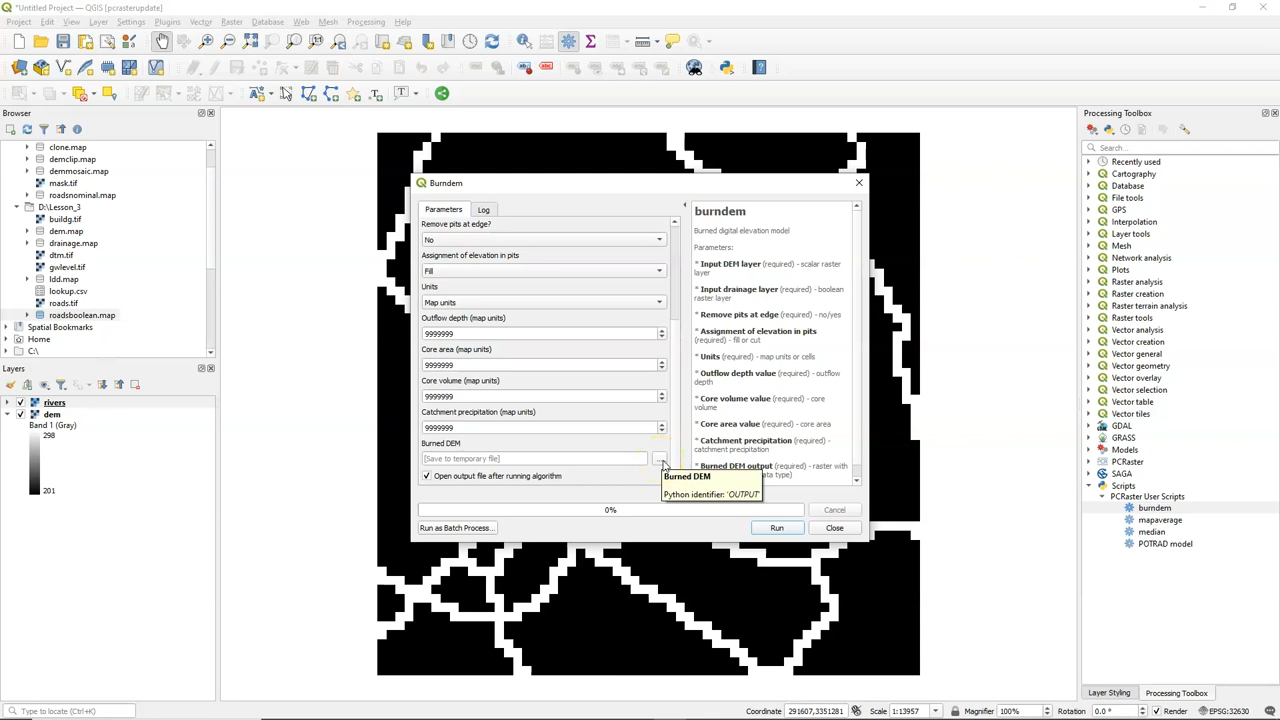 *Untitled Project — QGIS [pcrasterupdate]
Project Edit View Layer Settings Plugins Vector Raster Database Web Mesh Processing Help
Browser
clone.map
demclip.map
demmosaic.map
mask.tif
roadsnominal.map
D:\Lesson_3
buildg.tif
dem.map
drainage.map
dtm.tif
gwlevel.tif
ldd.map
lookup.csv
roads.tif
roadsboolean.map
Spatial Bookmarks
Home
C:\
Layers
rivers
dem
Band 1 (Gray)
298
201
Burndem
Parameters Log
Remove pits at edge?
No
Assignment of elevation in pits
Fill
Units
Map units
Outflow depth (map units)
9999999
Core area (map units)
9999999
Core volume (map units)
9999999
Catchment precipitation (map units)
9999999
Burned DEM
[Save to temporary file]
...
Open output file after running algorithm
burndem
Burned digital elevation model
Parameters:
* Input DEM layer (required) - scalar raster
layer
* Input drainage layer (required) - boolean
raster layer
* Remove pits at edge (required) - no/yes
* Assignment of elevation in pits
(required) - fill or cut
* Units (required) - map units or cells
* Outflow depth value (required) - outflow
depth
* Core volume value (required) - core
volume
* Core area value (required) - core area
* Catchment precipitation (required) -
catchment precipitation
* Burned DEM output (required) - raster with
data type)
Burned DEM
Python identifier: 'OUTPUT'
0%
Cancel
Run as Batch Process...
Run
Close
Processing Toolbox
Search...
Recently used
Cartography
Database
File tools
GPS
Interpolation
Layer tools
Mesh
Network analysis
Plots
Raster analysis
Raster creation
Raster terrain analysis
Raster tools
Vector analysis
Vector creation
Vector general
Vector geometry
Vector overlay
Vector selection
Vector table
Vector tiles
GDAL
GRASS
Models
PCRaster
SAGA
Scripts
PCRaster User Scripts
burndem
mapaverage
median
POTRAD model
Layer Styling Processing Toolbox
Type to locate (Ctrl+K)
Coordinate 291607,3351281 Scale 1:13957 Magnifier 100% Rotation 0.0 ° Render EPSG:32630